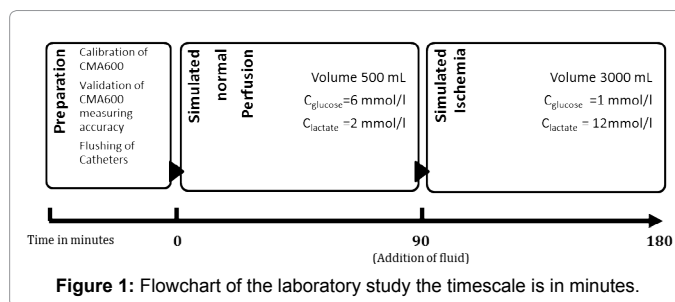 Preparation
Calibration of
CMA600
Validation of
CMA600
measuring
accuracy
Flushing of
Catheters
Simulated
normal
Perfusion
Volume 500 mL
Cglucose=6 mmol/l
Clactate =2 mmol/l
Simulated
Ischemia
Volume 3000 mL
Cglucose=1 mmol/l
Clactate = 12mmol/l
Time in minutes 0 90 180
(Addition of fluid)
Figure 1: Flowchart of the laboratory study the timescale is in minutes.